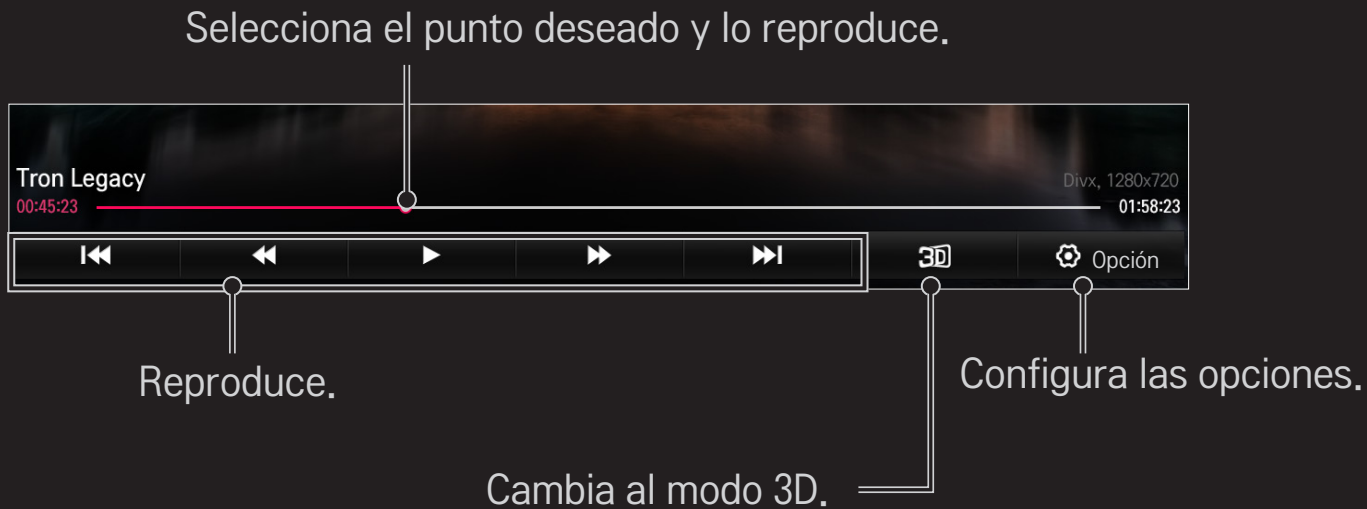 Selecciona el punto deseado y lo reproduce.
Tron Legacy
Divx, 1280x720
00:45:23
01:58:23
3D
Opción
Reproduce.
Configura las opciones.
Cambia al modo 3D.